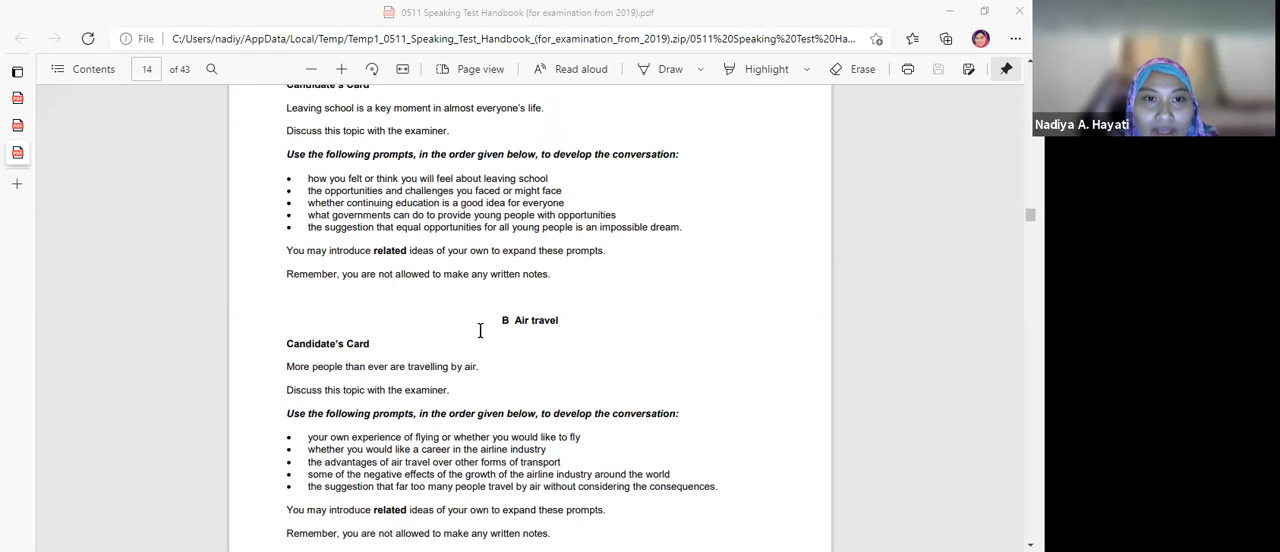 0511 Speaking Test Handbook (for examination from 2019).pdf
File C:/Users/nadiy/AppData/Local/Temp/Temp1_0511_Speaking_Test_Handbook_(for_examination_from_2019).zip/0511%20Speaking%20Test%20Ha...
Contents 14 of 43 Page view Read aloud Draw Highlight Erase
Nadiya A. Hayati
Candidate's Card
Leaving school is a key moment in almost everyone's life.
Discuss this topic with the examiner.
Use the following prompts, in the order given below, to develop the conversation:
• how you felt or think you will feel about leaving school
• the opportunities and challenges you faced or might face
• whether continuing education is a good idea for everyone
• what governments can do to provide young people with opportunities
• the suggestion that equal opportunities for all young people is an impossible dream.
You may introduce related ideas of your own to expand these prompts.
Remember, you are not allowed to make any written notes.
B Air travel
Candidate's Card
More people than ever are travelling by air.
Discuss this topic with the examiner.
Use the following prompts, in the order given below, to develop the conversation:
• your own experience of flying or whether you would like to fly
• whether you would like a career in the airline industry
• the advantages of air travel over other forms of transport
• some of the negative effects of the growth of the airline industry around the world
• the suggestion that far too many people travel by air without considering the consequences.
You may introduce related ideas of your own to expand these prompts.
Remember, you are not allowed to make any written notes.